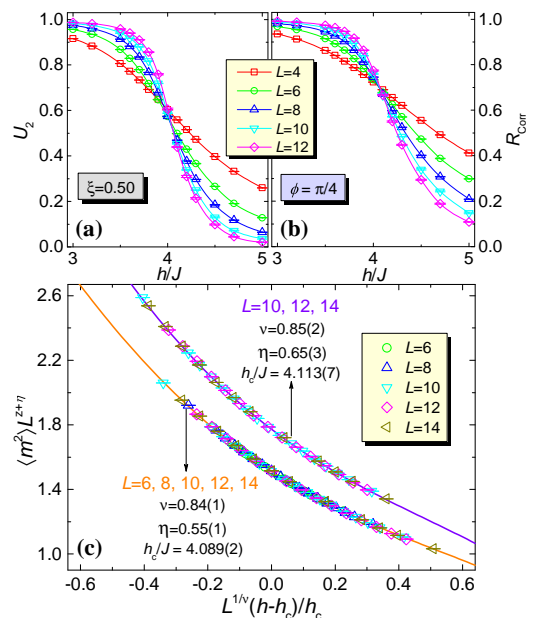 1.0
0.8
0.6
0.4
0.2
0.0
U2
L=4
L=6
L=8
L=10
L=12
ξ=0.50
(a)
3
4
5
h/J
1.0
0.8
0.6
0.4
0.2
0.0
RCorr
ϕ = π/4
(b)
3
4
5
h/J
2.6
2.2
1.8
1.4
1.0
⟨m²⟩L^{z+η}
L=10, 12, 14
ν=0.85(2)
η=0.65(3)
hc/J = 4.113(7)
L=6
L=8
L=10
L=12
L=14
L=6, 8, 10, 12, 14
ν=0.84(1)
η=0.55(1)
hc/J= 4.089(2)
(c)
-0.6 -0.4 -0.2 0.0 0.2 0.4 0.6
L^{1/ν}(h-hc)/hc